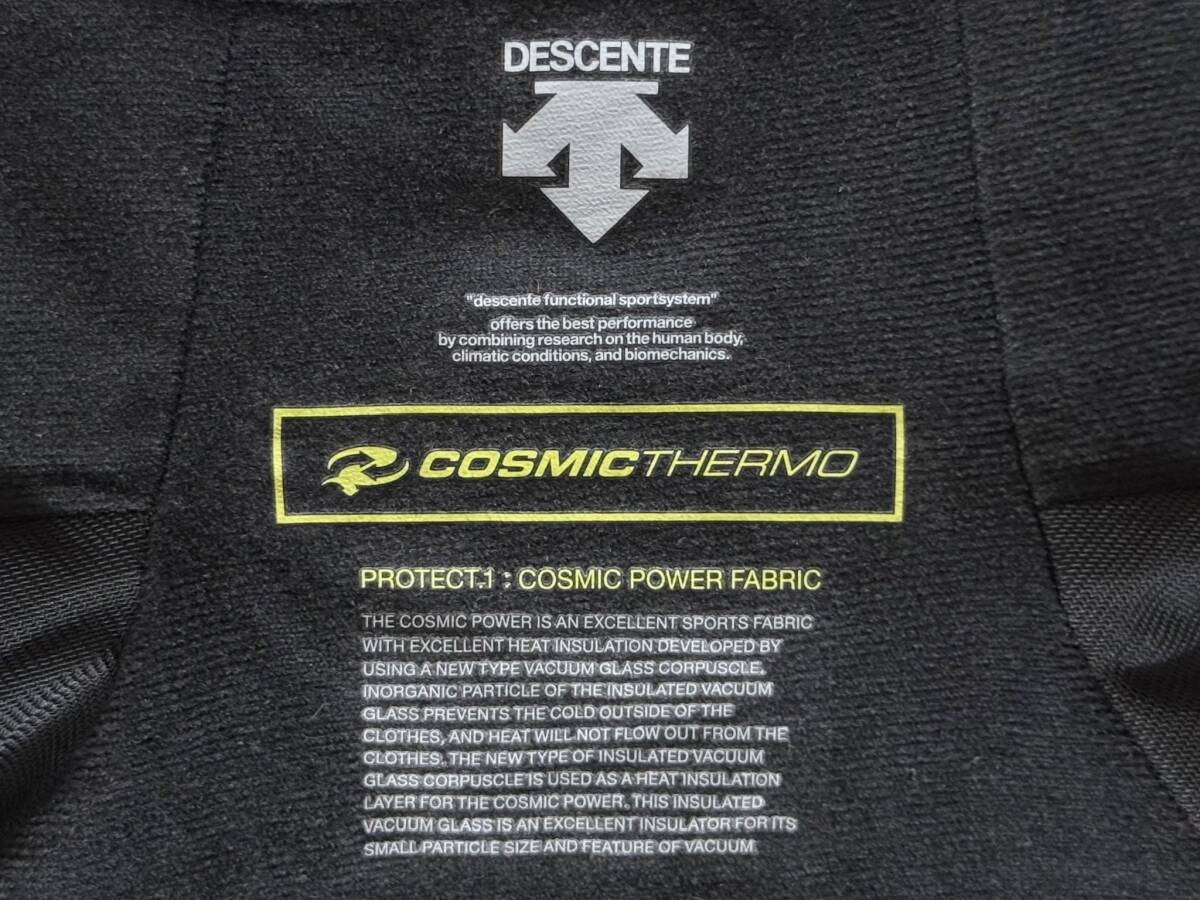 DESCENTE
"descente functional sportsystem"
offers the best performance
by combining research on the human body,
climatic conditions, and biomechanics.
COSMICTHERMO
PROTECT.1 : COSMIC POWER FABRIC
THE COSMIC POWER IS AN EXCELLENT SPORTS FABRIC
WITH EXCELLENT HEAT INSULATION DEVELOPED BY
USING A NEW TYPE VACUUM GLASS CORPUSCLE.
INORGANIC PARTICLE OF THE INSULATED VACUUM
GLASS PREVENTS THE COLD OUTSIDE OF THE
CLOTHES, AND HEAT WILL NOT FLOW OUT FROM THE
CLOTHES. THE NEW TYPE OF INSULATED VACUUM
GLASS CORPUSCLE IS USED AS A HEAT INSULATION
LAYER FOR THE COSMIC POWER. THIS INSULATED
VACUUM GLASS IS AN EXCELLENT INSULATOR FOR ITS
SMALL PARTICLE SIZE AND FEATURE OF VACUUM